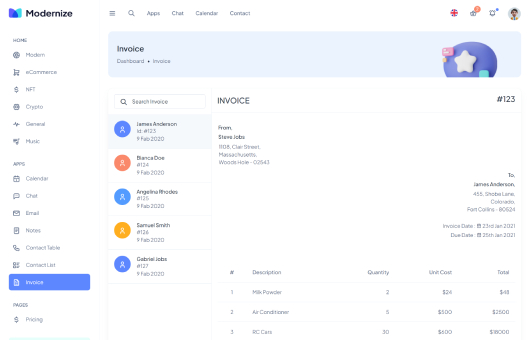 Modernize
Apps
Chat
Calendar
Contact
2
HOME
Modern
eCommerce
NFT
Crypto
General
Music
APPS
Calendar
Chat
Email
Notes
Contact Table
Contact List
Invoice
PAGES
Pricing
Invoice
Dashboard • Invoice
Search Invoice
James Anderson
Id: #123
9 Feb 2020
Bianca Doe
#124
9 Feb 2020
Angelina Rhodes
#125
9 Feb 2020
Samuel Smith
#126
9 Feb 2020
Gabriel Jobs
#127
9 Feb 2020
INVOICE
#123
From,
Steve Jobs
1108, Clair Street,
Massachusetts,
Woods Hole - 02543
To,
James Anderson,
455, Shobe Lane,
Colorado,
Fort Collins - 80524
Invoice Date : 23rd Jan 2021
Due Date : 25th Jan 2021
# Description Quantity Unit Cost Total
1 Milk Powder 2 $24 $48
2 Air Conditioner 5 $500 $2500
3 RC Cars 30 $600 $18000